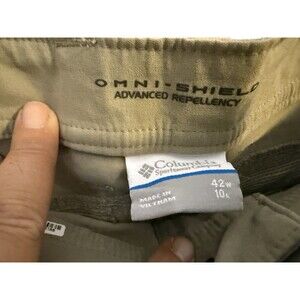 OMNI-SHIELD
ADVANCED REPELLENCY
Columbia
Sportswear Company
42W
10L
MADE IN
VIETNAM